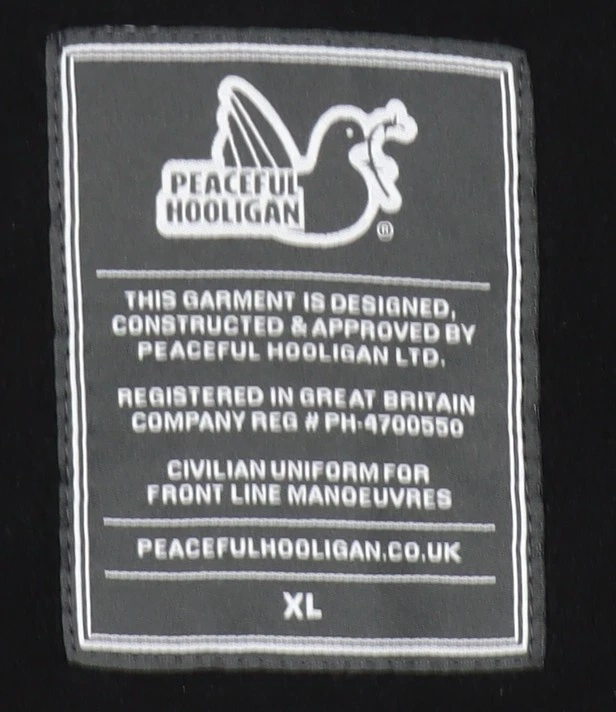 PEACEFUL
HOOLIGAN
®
THIS GARMENT IS DESIGNED,
CONSTRUCTED & APPROVED BY
PEACEFUL HOOLIGAN LTD.
REGISTERED IN GREAT BRITAIN
COMPANY REG # PH-4700550
CIVILIAN UNIFORM FOR
FRONT LINE MANOEUVRES
PEACEFULHOOLIGAN.CO.UK
XL